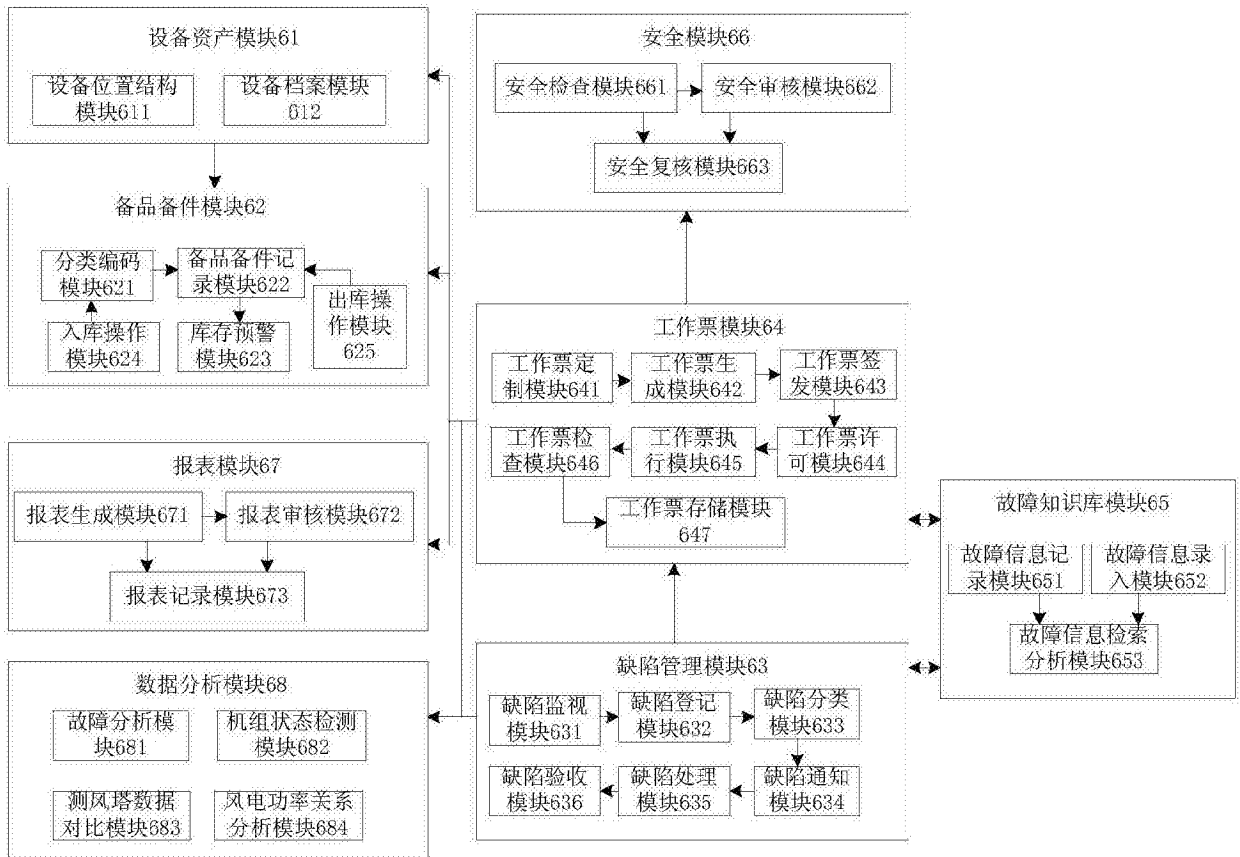 设备资产模块61
设备位置结构
模块611
设备档案模块
612
备品备件模块62
分类编码
模块621
备品备件记
录模块622
出库操
作模块
625
入库操作
模块624
库存预警
模块623
报表模块67
报表生成模块671
报表审核模块672
报表记录模块673
数据分析模块68
故障分析模
块681
机组状态检测
模块682
测风塔数据
对比模块683
风电功率关系
分析模块684
安全模块66
安全检查模块661
安全审核模块662
安全复核模块663
工作票模块64
工作票定
制模块641
工作票生
成模块642
工作票签
发模块643
工作票检
查模块646
工作票执
行模块645
工作票许
可模块644
工作票存储模块
647
缺陷管理模块63
缺陷监视
模块631
缺陷登记
模块632
缺陷分类
模块633
缺陷验收
模块636
缺陷处理
模块635
缺陷通知
模块634
故障知识库模块65
故障信息记
录模块651
故障信息录
入模块652
故障信息检索
分析模块653